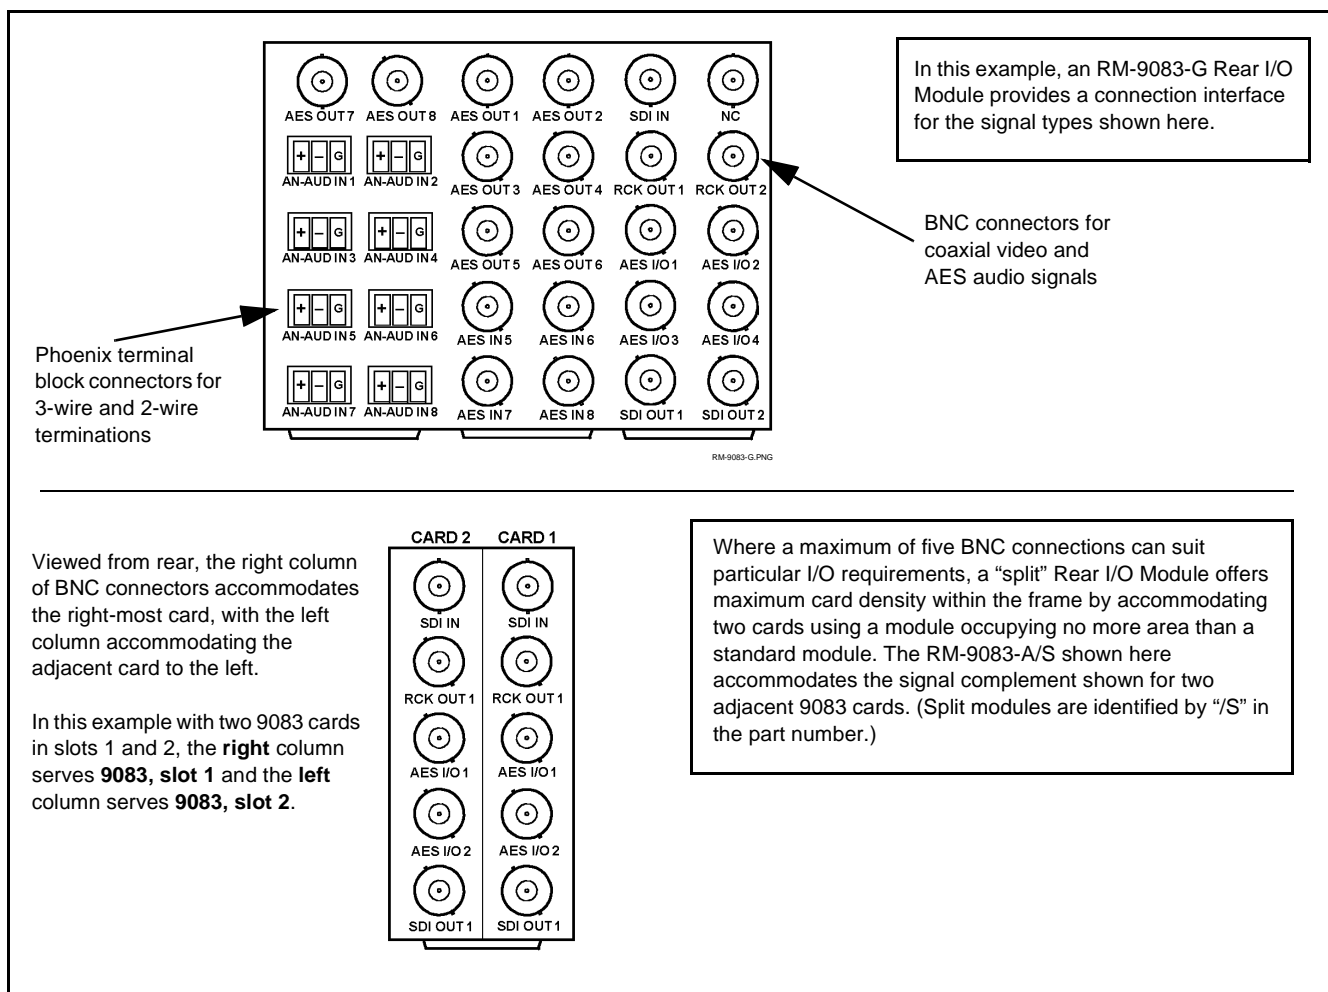 In this example, an RM-9083-G Rear I/O
Module provides a connection interface
for the signal types shown here.
AES OUT 7 AES OUT 8 AES OUT 1 AES OUT 2 SDI IN NC
+ – G + – G
AN-AUD IN 1 AN-AUD IN 2 AES OUT 3 AES OUT 4 RCK OUT 1 RCK OUT 2
+ – G + – G
AN-AUD IN 3 AN-AUD IN 4 AES OUT 5 AES OUT 6 AES I/O 1 AES I/O 2
+ – G + – G
AN-AUD IN 5 AN-AUD IN 6 AES IN 5 AES IN 6 AES I/O 3 AES I/O 4
+ – G + – G
AN-AUD IN 7 AN-AUD IN 8 AES IN 7 AES IN 8 SDI OUT 1 SDI OUT 2
RM-9083-G.PNG
BNC connectors for
coaxial video and
AES audio signals
Phoenix terminal
block connectors for
3-wire and 2-wire
terminations
Viewed from rear, the right column
of BNC connectors accommodates
the right-most card, with the left
column accommodating the
adjacent card to the left.
In this example with two 9083 cards
in slots 1 and 2, the right column
serves 9083, slot 1 and the left
column serves 9083, slot 2.
CARD 2 CARD 1
SDI IN SDI IN
RCK OUT 1 RCK OUT 1
AES I/O 1 AES I/O 1
AES I/O 2 AES I/O 2
SDI OUT 1 SDI OUT 1
Where a maximum of five BNC connections can suit
particular I/O requirements, a “split” Rear I/O Module offers
maximum card density within the frame by accommodating
two cards using a module occupying no more area than a
standard module. The RM-9083-A/S shown here
accommodates the signal complement shown for two
adjacent 9083 cards. (Split modules are identified by “/S” in
the part number.)